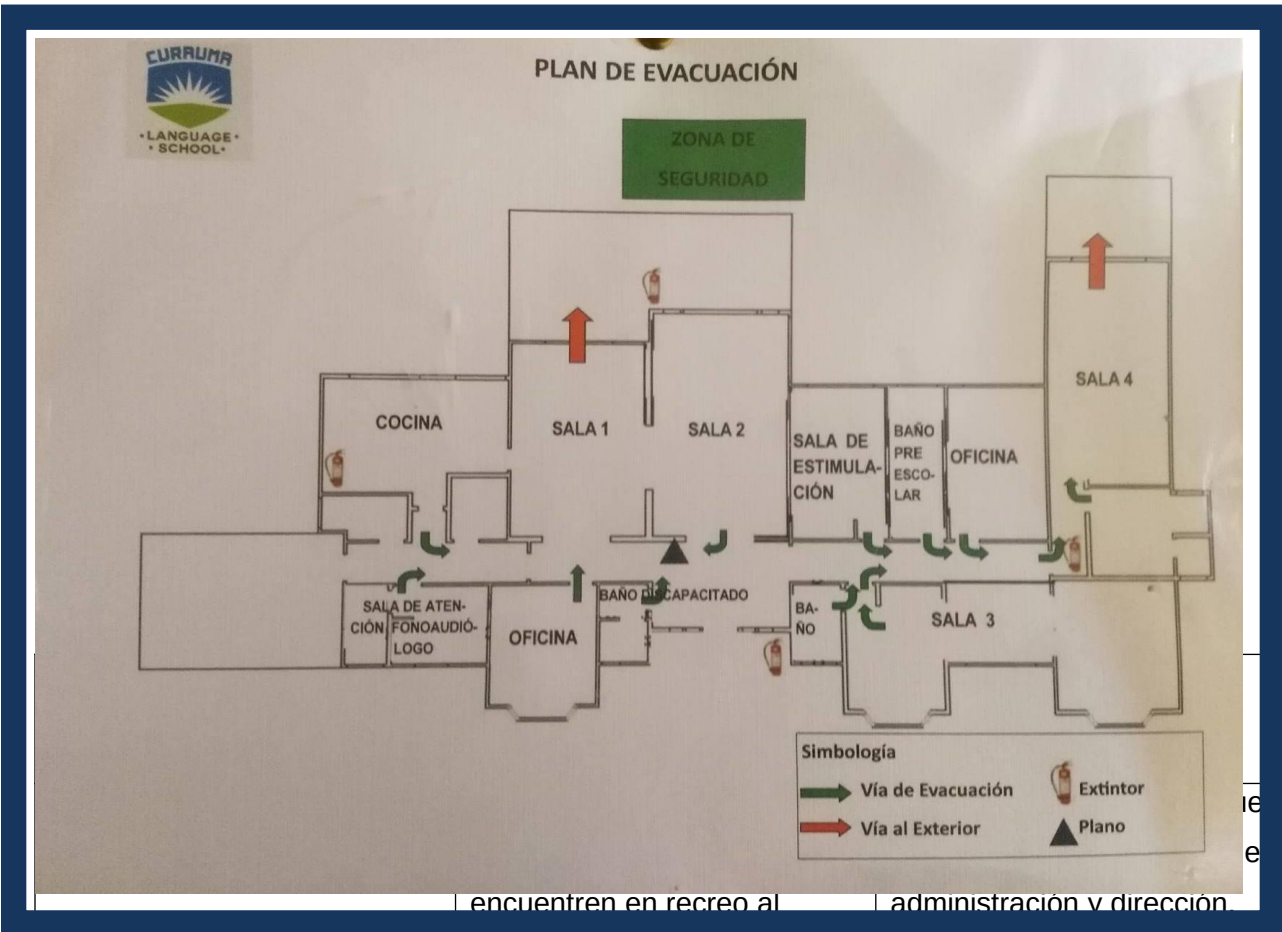 CURRUMA
•LANGUAGE•
• SCHOOL•
PLAN DE EVACUACIÓN
ZONA DE
SEGURIDAD
SALA 4
COCINA
SALA 1
SALA 2
SALA DE
ESTIMULA-
CIÓN
BAÑO
PRE
ESCO-
LAR
OFICINA
SALA DE ATEN-
CIÓN FONOAUDIÓ-
LOGO
OFICINA
BAÑO DISCAPACITADO
BA-
ÑO
SALA 3
Simbología
Vía de Evacuación
Extintor
Vía al Exterior
Plano
encuentren en recreo al
administración y dirección.